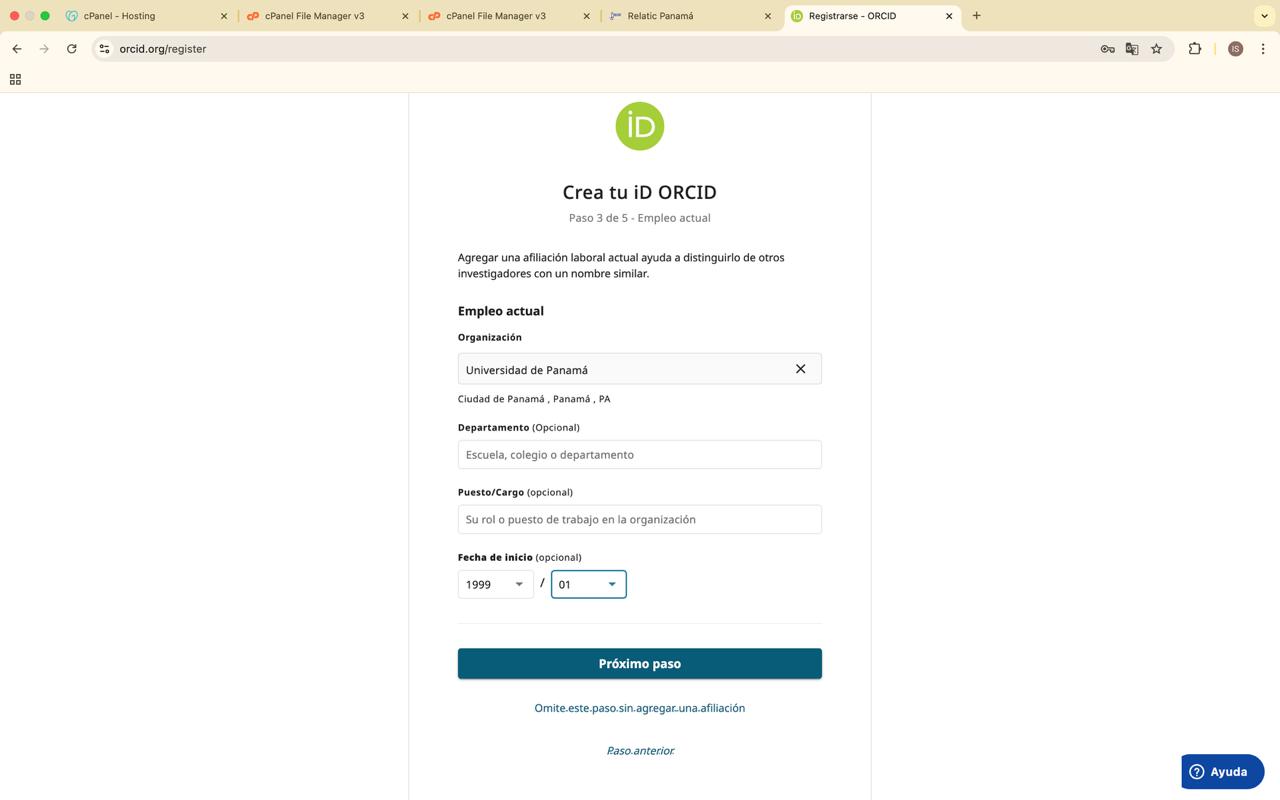 cPanel - Hosting
cPanel File Manager v3
cPanel File Manager v3
Relatic Panamá
Registrarse - ORCID
orcid.org/register
IS
iD
Crea tu iD ORCID
Paso 3 de 5 - Empleo actual
Agregar una afiliación laboral actual ayuda a distinguirlo de otros
investigadores con un nombre similar.
Empleo actual
Organización
Universidad de Panamá
Ciudad de Panamá , Panamá , PA
Departamento (Opcional)
Escuela, colegio o departamento
Puesto/Cargo (opcional)
Su rol o puesto de trabajo en la organización
Fecha de inicio (opcional)
1999 / 01
Próximo paso
Omite este paso sin agregar una afiliación
Paso anterior
Ayuda